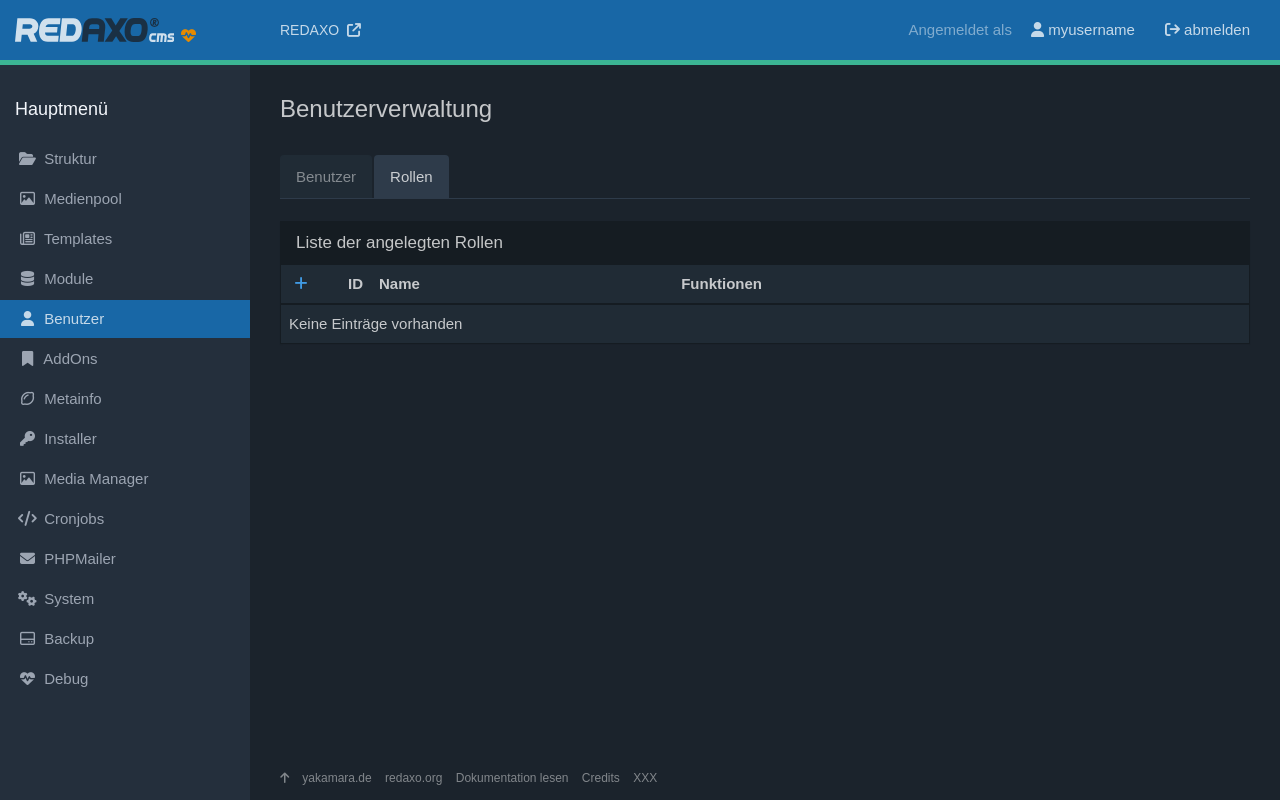 REDAXO® cms
REDAXO
Angemeldet als myusername abmelden
Hauptmenü
Struktur
Medienpool
Templates
Module
Benutzer
AddOns
Metainfo
Installer
Media Manager
Cronjobs
PHPMailer
System
Backup
Debug
Benutzerverwaltung
Benutzer Rollen
Liste der angelegten Rollen
ID Name Funktionen
Keine Einträge vorhanden
yakamara.de redaxo.org Dokumentation lesen Credits XXX